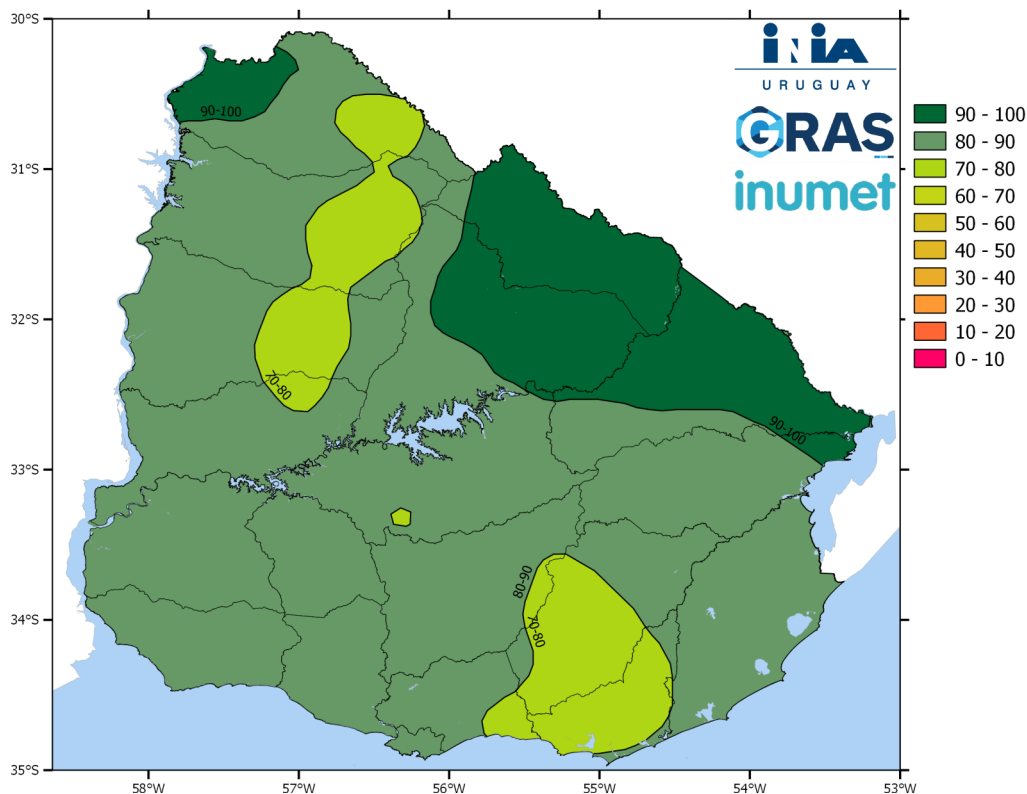 30°S
31°S
32°S
33°S
34°S
35°S
58°W
57°W
56°W
55°W
54°W
53°W
90-100
70-80
90-100
80-90
70-80
INIA
URUGUAY
GRAS
inumet
90 - 100
80 - 90
70 - 80
60 - 70
50 - 60
40 - 50
30 - 40
20 - 30
10 - 20
0 - 10